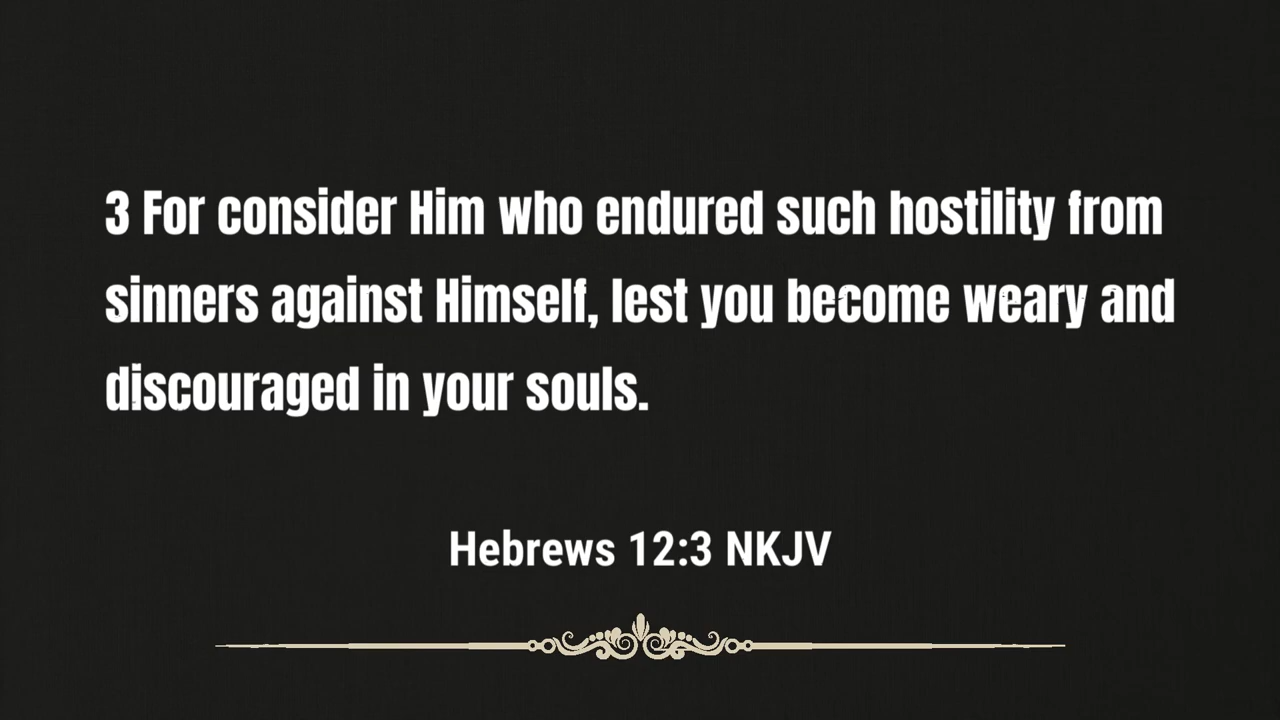 3 For consider Him who endured such hostility from
sinners against Himself, lest you become weary and
discouraged in your souls.
Hebrews 12:3 NKJV